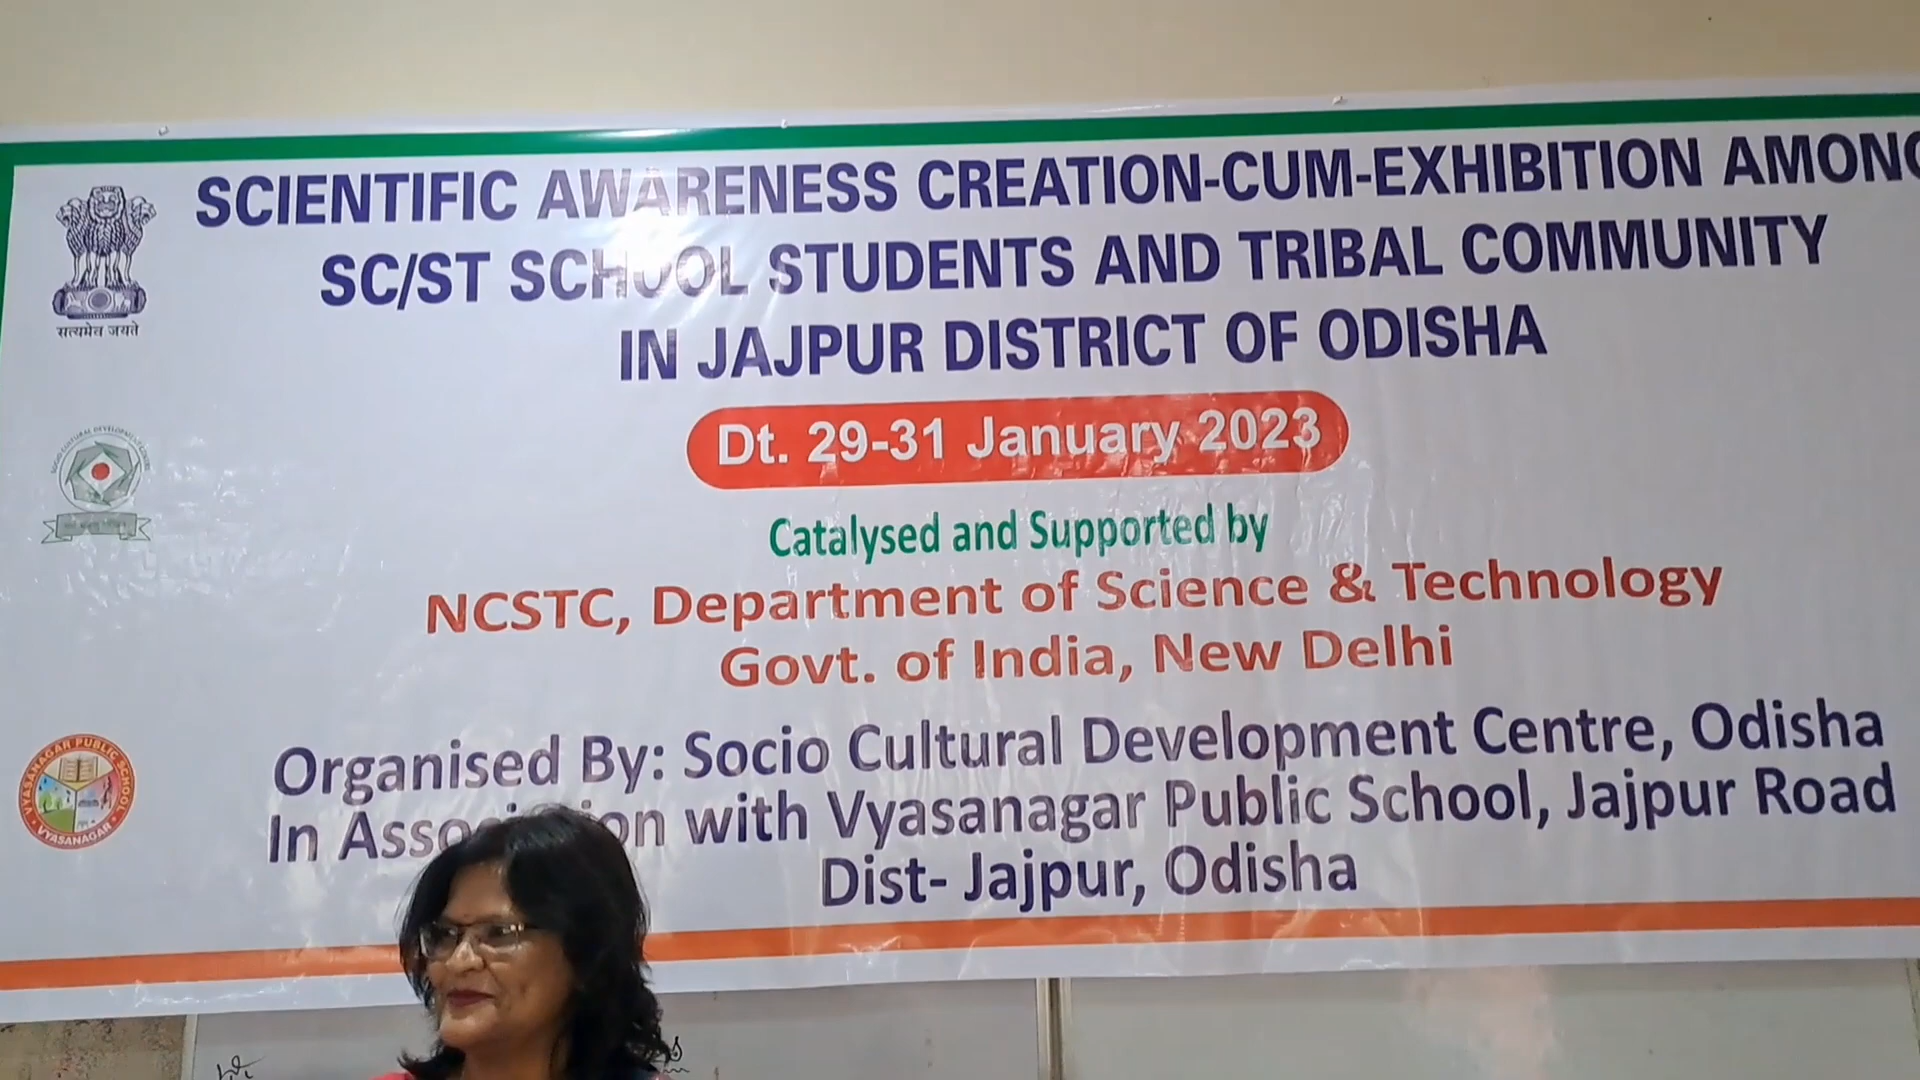 SCIENTIFIC AWARENESS CREATION-CUM-EXHIBITION AMONG
SC/ST SCHOOL STUDENTS AND TRIBAL COMMUNITY
IN JAJPUR DISTRICT OF ODISHA
सत्यमेव जयते
Dt. 29-31 January 2023
Catalysed and Supported by
NCSTC, Department of Science & Technology
Govt. of India, New Delhi
VYASANAGAR PUBLIC SCHOOL
VYASANAGAR
Organised By: Socio Cultural Development Centre, Odisha
In Association with Vyasanagar Public School, Jajpur Road
Dist- Jajpur, Odisha